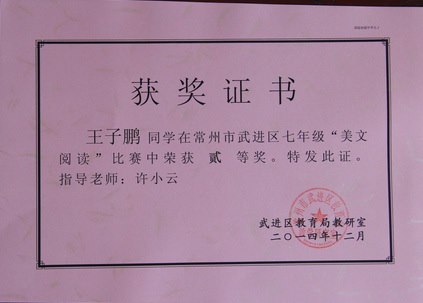 获奖证书
王子鹏 同学在常州市武进区七年级“美文
阅读”比赛中荣获 贰 等奖。特发此证。
指导老师：许小云
武进区教育局教研室
二〇一四年十二月